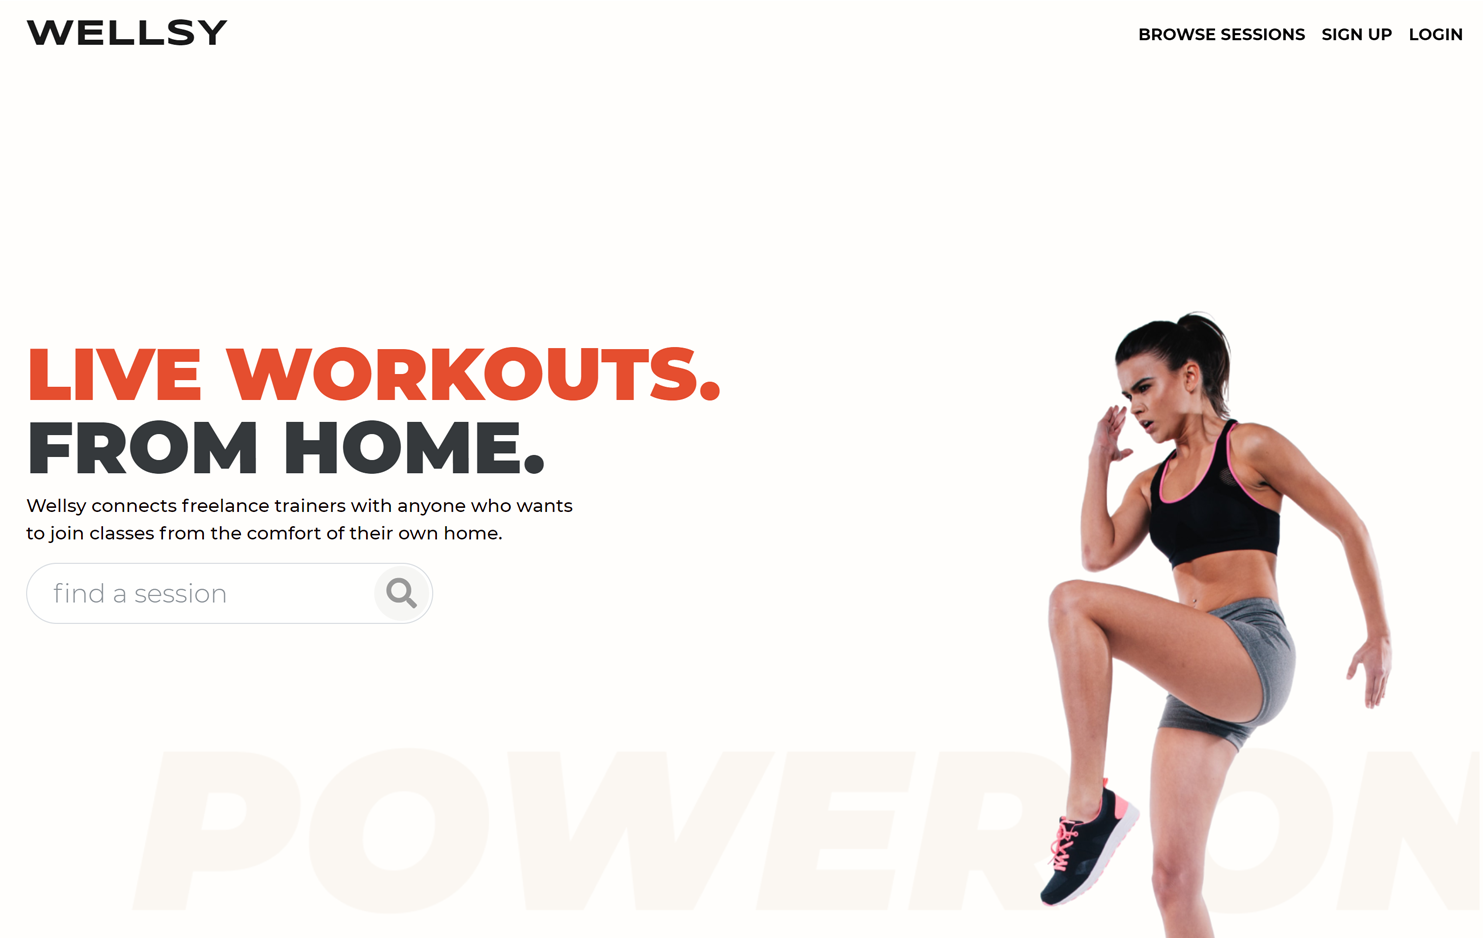 WELLSY
BROWSE SESSIONS SIGN UP LOGIN
LIVE WORKOUTS.
FROM HOME.
Wellsy connects freelance trainers with anyone who wants
to join classes from the comfort of their own home.
find a session
POWER ON